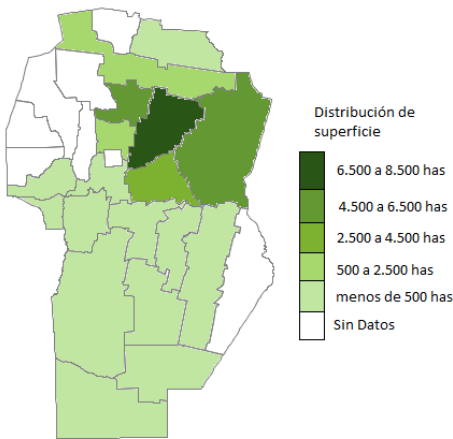 Distribución de
superficie
6.500 a 8.500 has
4.500 a 6.500 has
2.500 a 4.500 has
500 a 2.500 has
menos de 500 has
Sin Datos